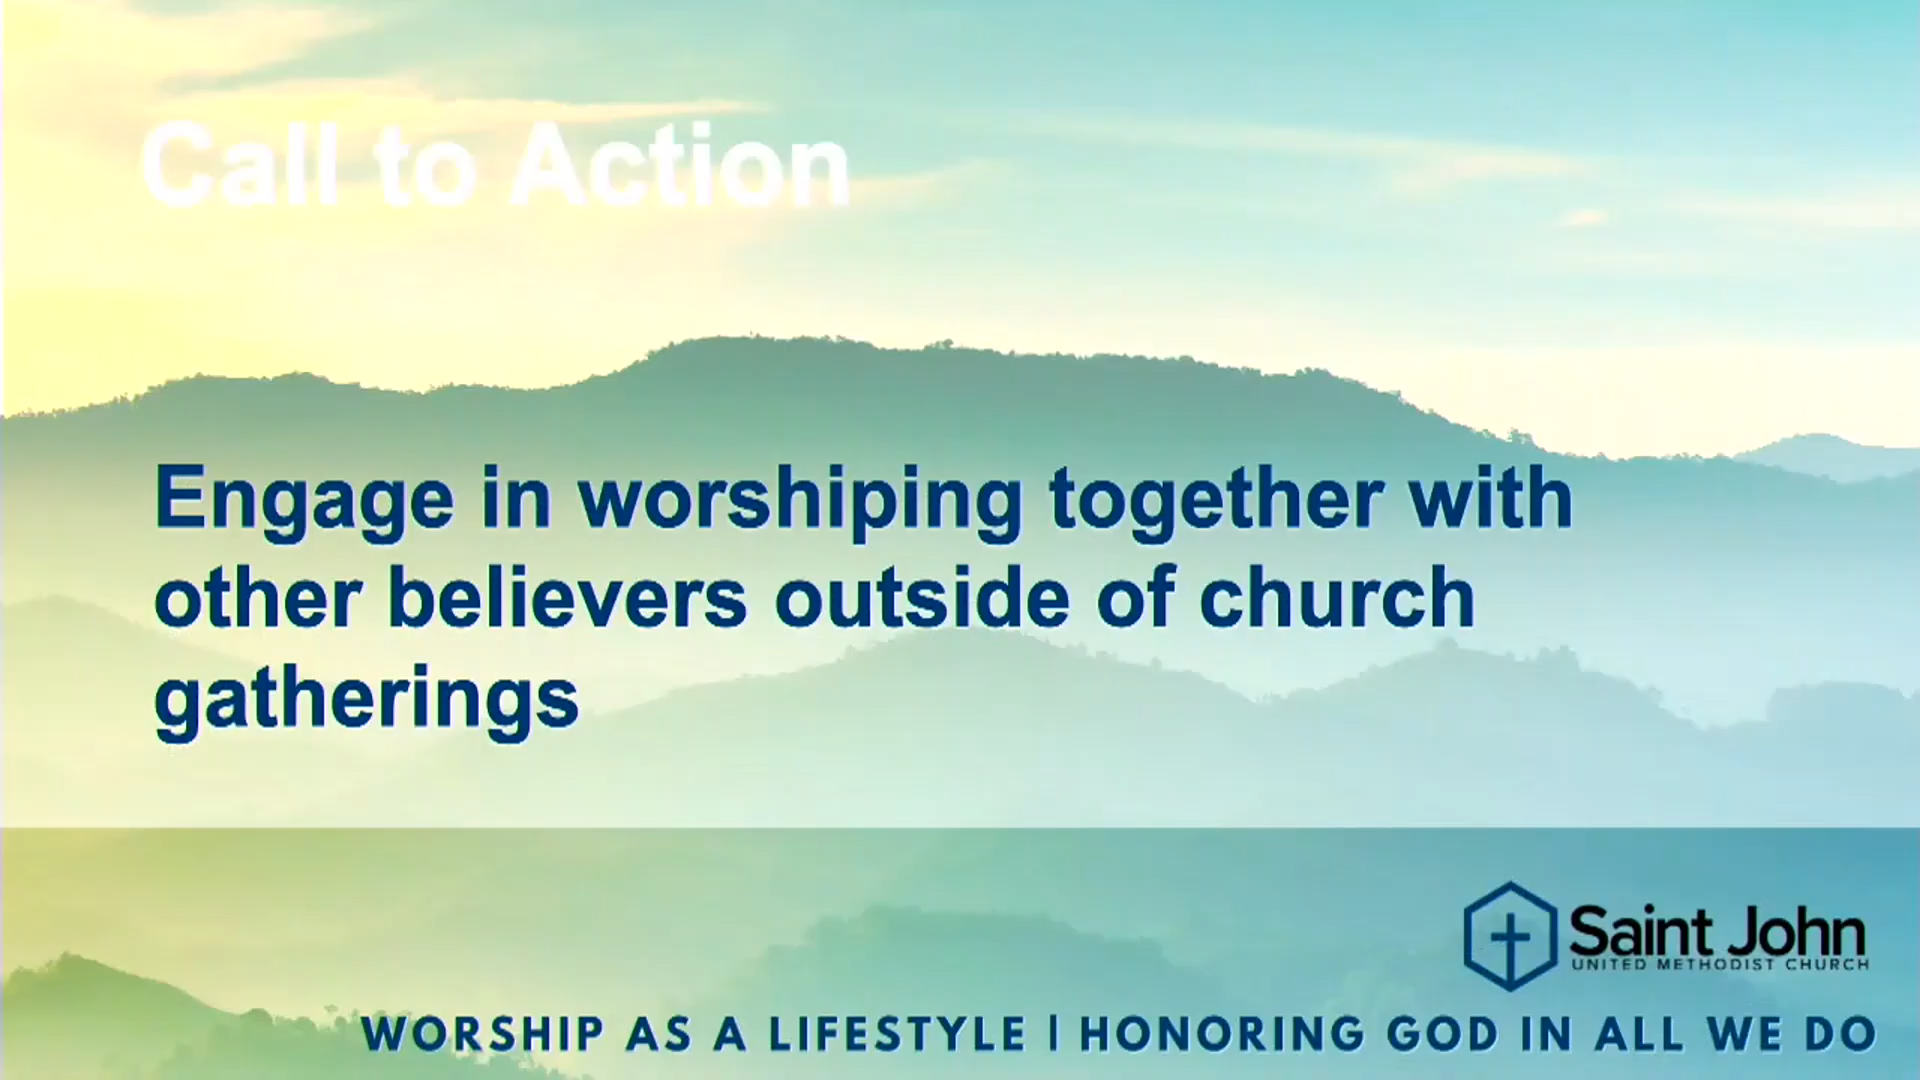 Call to Action
Engage in worshiping together with
other believers outside of church
gatherings
Saint John
UNITED METHODIST CHURCH
WORSHIP AS A LIFESTYLE | HONORING GOD IN ALL WE DO